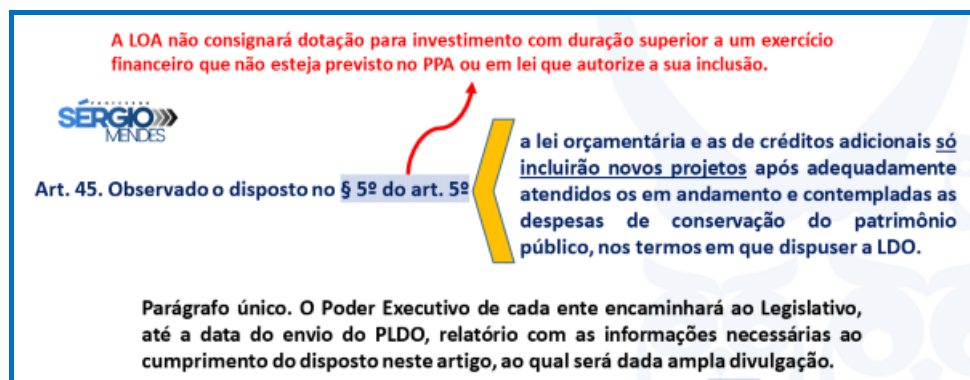 A LOA não consignará dotação para investimento com duração superior a um exercício
financeiro que não esteja previsto no PPA ou em lei que autorize a sua inclusão.
PROFESSOR
SÉRGIO
MENDES
Art. 45. Observado o disposto no § 5º do art. 5º
a lei orçamentária e as de créditos adicionais só
incluirão novos projetos após adequadamente
atendidos os em andamento e contempladas as
despesas de conservação do patrimônio
público, nos termos em que dispuser a LDO.
Parágrafo único. O Poder Executivo de cada ente encaminhará ao Legislativo,
até a data do envio do PLDO, relatório com as informações necessárias ao
cumprimento do disposto neste artigo, ao qual será dada ampla divulgação.